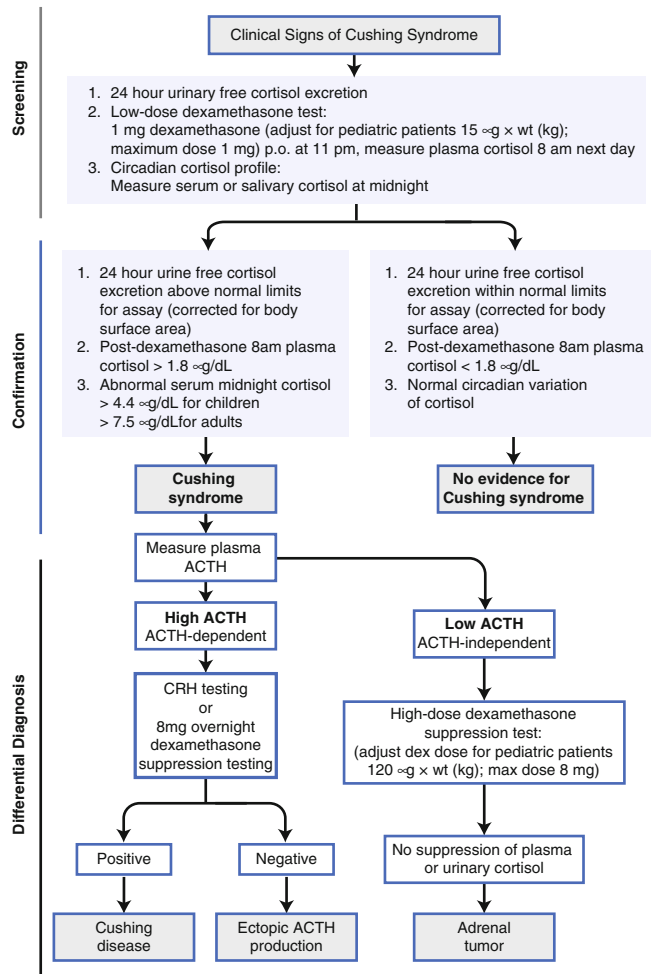 Clinical Signs of Cushing Syndrome
Screening
1. 24 hour urinary free cortisol excretion
2. Low-dose dexamethasone test:
1 mg dexamethasone (adjust for pediatric patients 15 ∝g × wt (kg);
maximum dose 1 mg) p.o. at 11 pm, measure plasma cortisol 8 am next day
3. Circadian cortisol profile:
Measure serum or salivary cortisol at midnight
Confirmation
1. 24 hour urine free cortisol
excretion above normal limits
for assay (corrected for body
surface area)
2. Post-dexamethasone 8am plasma
cortisol > 1.8 ∝g/dL
3. Abnormal serum midnight cortisol
> 4.4 ∝g/dL for children
> 7.5 ∝g/dLfor adults
1. 24 hour urine free cortisol
excretion within normal limits
for assay (corrected for body
surface area)
2. Post-dexamethasone 8am plasma
cortisol < 1.8 ∝g/dL
3. Normal circadian variation
of cortisol
Cushing
syndrome
No evidence for
Cushing syndrome
Differential Diagnosis
Measure plasma
ACTH
High ACTH
ACTH-dependent
Low ACTH
ACTH-independent
CRH testing
or
8mg overnight
dexamethasone
suppression testing
High-dose dexamethasone
suppression test:
(adjust dex dose for pediatric patients
120 ∝g × wt (kg); max dose 8 mg)
Positive
Negative
No suppression of plasma
or urinary cortisol
Cushing
disease
Ectopic ACTH
production
Adrenal
tumor